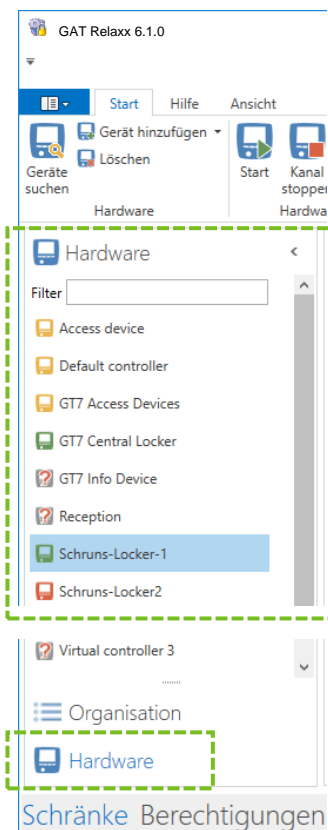 GAT Relaxx 6.1.0
Start Hilfe Ansicht
Geräte suchen
Gerät hinzufügen
Löschen
Hardware
Start
Kanal
stopper
Hardwa
Hardware
Filter
Access device
Default controller
GT7 Access Devices
GT7 Central Locker
GT7 Info Device
Reception
Schruns-Locker-1
Schruns-Locker2
Virtual controller 3
Organisation
Hardware
Schränke Berechtigungen